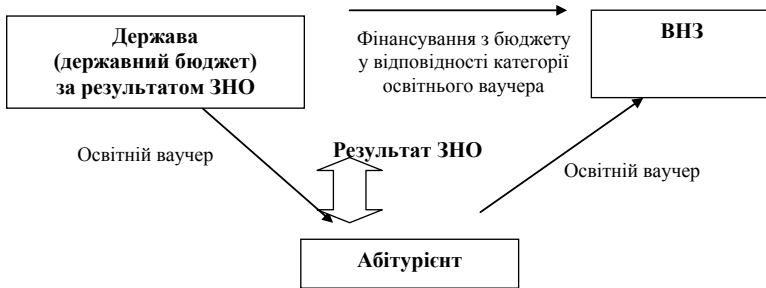 Держава
(державний бюджет)
за результатом ЗНО
Фінансування з бюджету
у відповідності категорії
освітнього ваучера
ВНЗ
Освітній ваучер
Результат ЗНО
Освітній ваучер
Абітурієнт